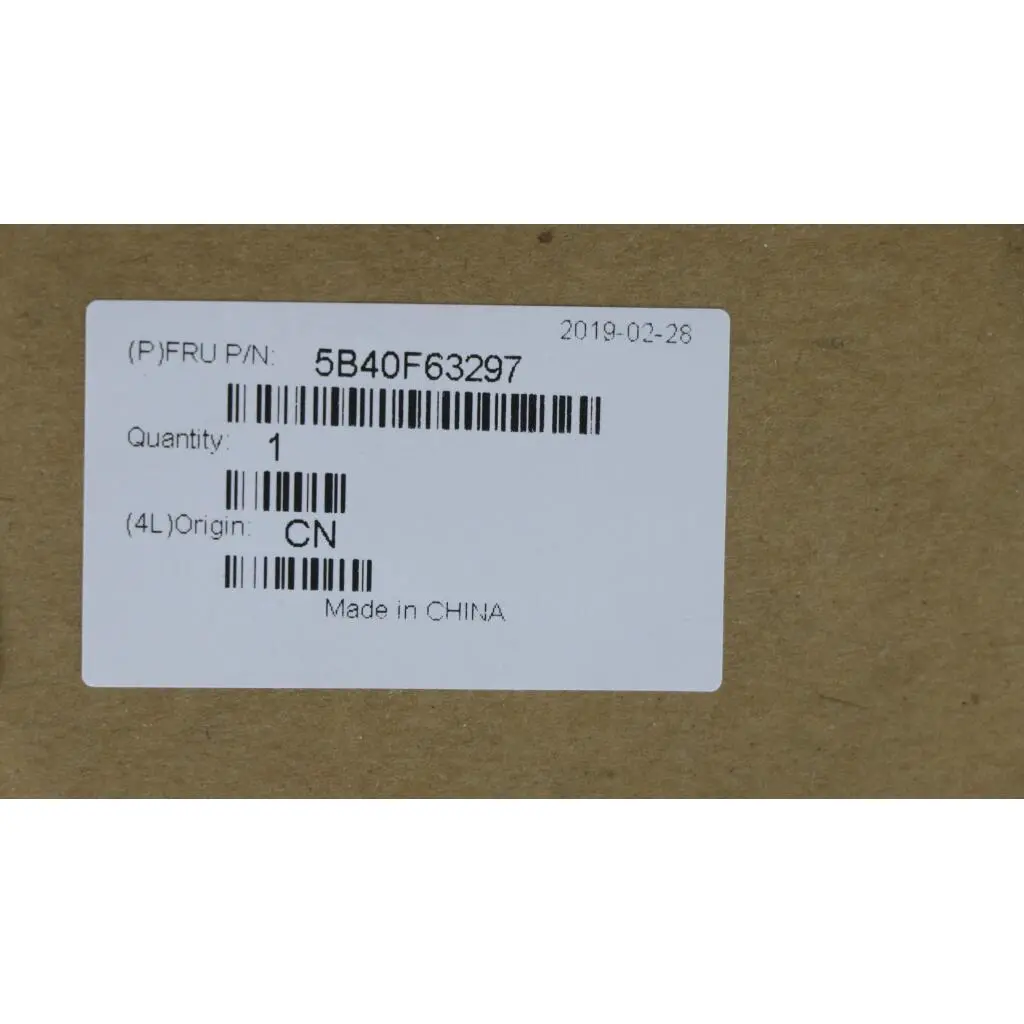 2019-02-28
(P)FRU P/N: 5B40F63297
Quantity: 1
(4L)Origin: CN
Made in CHINA